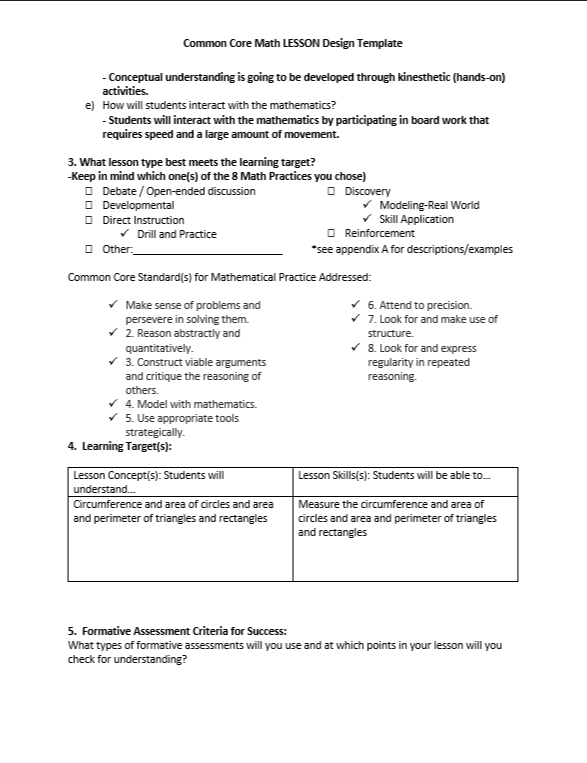 Common Core Math LESSON Design Template
- Conceptual understanding is going to be developed through kinesthetic (hands-on)
activities.
e) How will students interact with the mathematics?
- Students will interact with the mathematics by participating in board work that
requires speed and a large amount of movement.
3. What lesson type best meets the learning target?
-Keep in mind which one(s) of the 8 Math Practices you chose)
☐ Debate / Open-ended discussion
☐ Developmental
☐ Direct Instruction
✓ Drill and Practice
☐ Other:____________________
☐ Discovery
✓ Modeling-Real World
✓ Skill Application
☐ Reinforcement
*see appendix A for descriptions/examples
Common Core Standard(s) for Mathematical Practice Addressed:
✓ Make sense of problems and
persevere in solving them.
✓ 2. Reason abstractly and
quantitatively.
✓ 3. Construct viable arguments
and critique the reasoning of
others.
✓ 4. Model with mathematics.
✓ 5. Use appropriate tools
strategically.
✓ 6. Attend to precision.
✓ 7. Look for and make use of
structure.
✓ 8. Look for and express
regularity in repeated
reasoning.
4. Learning Target(s):
Lesson Concept(s): Students will
understand...
Lesson Skills(s): Students will be able to...
Circumference and area of circles and area
and perimeter of triangles and rectangles
Measure the circumference and area of
circles and area and perimeter of triangles
and rectangles
5. Formative Assessment Criteria for Success:
What types of formative assessments will you use and at which points in your lesson will you
check for understanding?